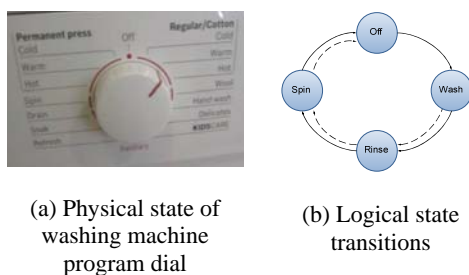 Permanent press
Cold
Warm
Hot
Spin
Drain
Soak
Refresh
Off
Regular/Cotton
Cold
Warm
Hot
Wool
Hand wash
Delicates
Off
Wash
Rinse
Spin
(a) Physical state of
washing machine
program dial
(b) Logical state
transitions